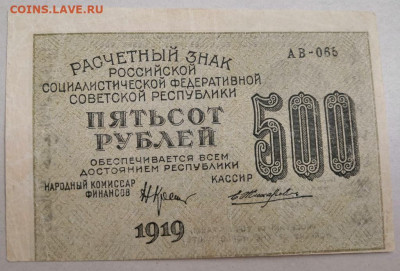 COINS.LAVE.RU
АВ-065
РАСЧЕТНЫЙ ЗНАК
РОССИЙСКОЙ
СОЦИАЛИСТИЧЕСКОЙ ФЕДЕРАТИВНОЙ
СОВЕТСКОЙ РЕСПУБЛИКИ
ПЯТЬСОТ
РУБЛЕЙ
500
ОБЕСПЕЧИВАЕТСЯ ВСЕМ
ДОСТОЯНИЕМ РЕСПУБЛИКИ
НАРОДНЫЙ КОМИССАР
ФИНАНСОВ
КАССИР
1919